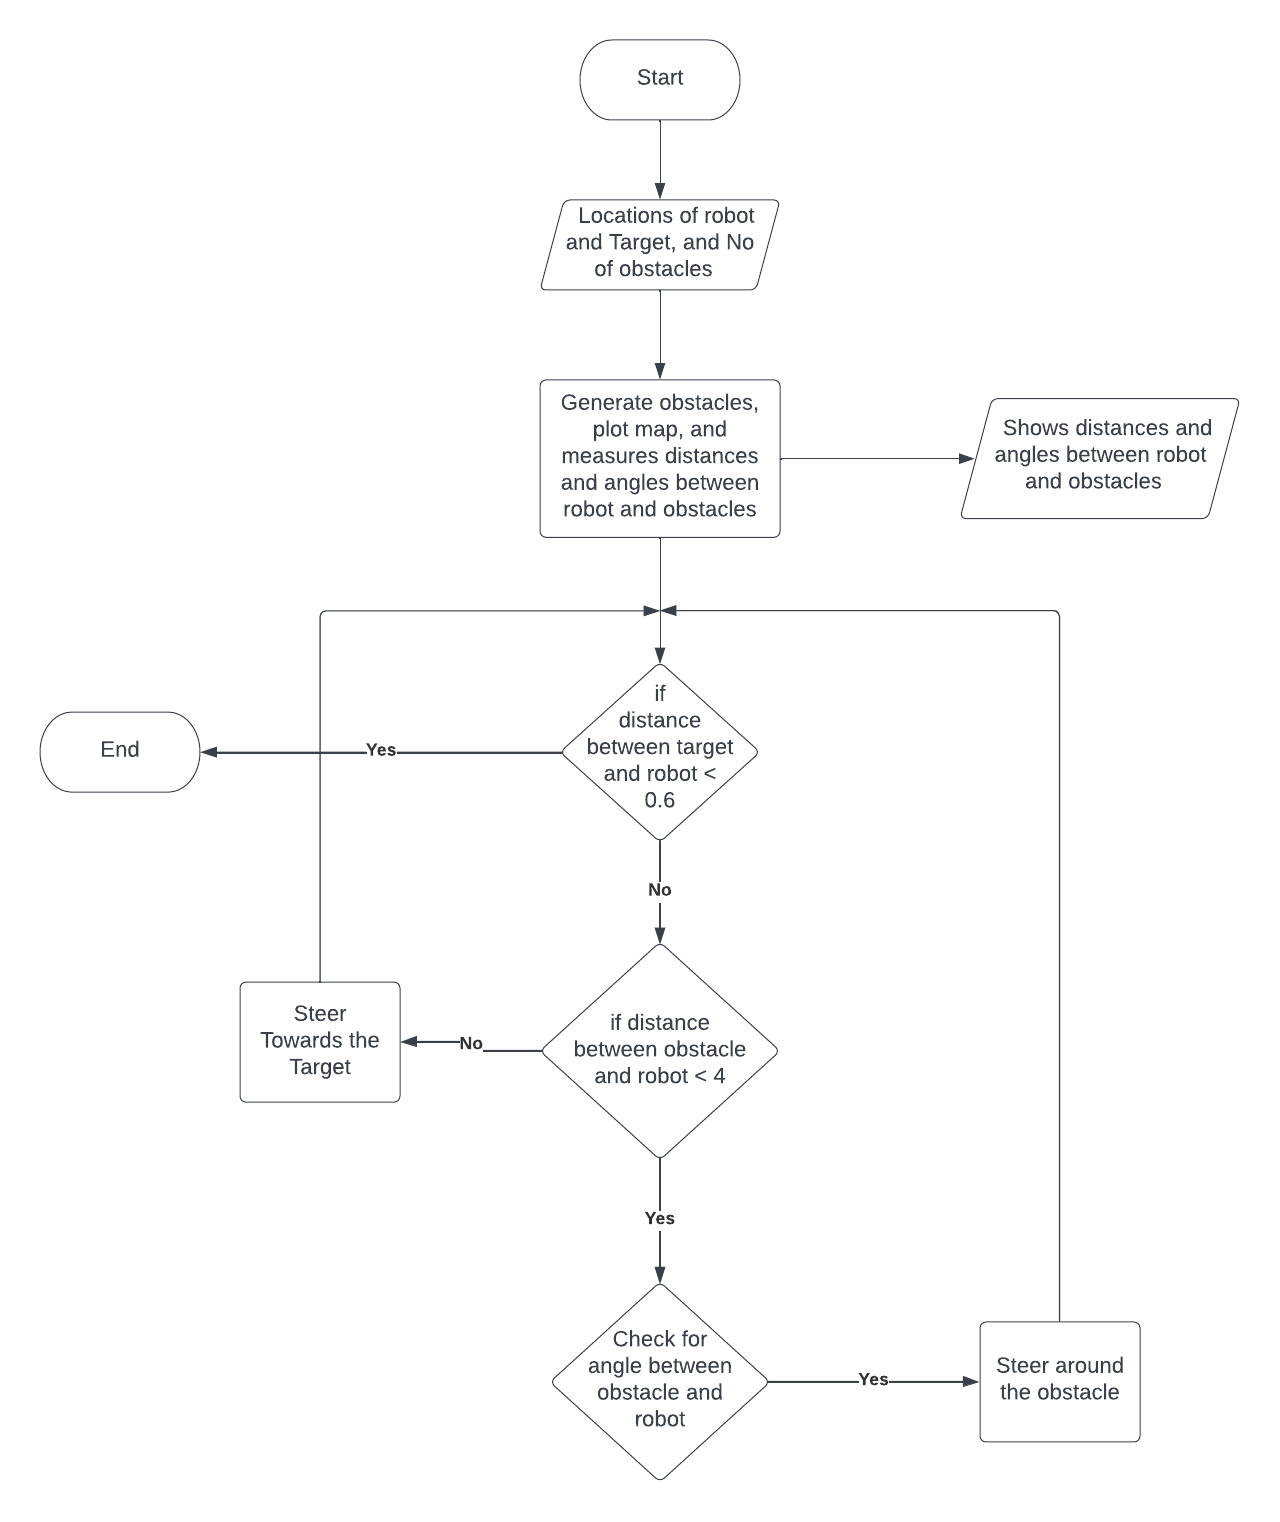 Start
Locations of robot
and Target, and No
of obstacles
Generate obstacles,
plot map, and
measures distances
and angles between
robot and obstacles
Shows distances and
angles between robot
and obstacles
if
distance
between target
and robot <
0.6
Yes
End
No
if distance
between obstacle
and robot < 4
No
Steer
Towards the
Target
Yes
Check for
angle between
obstacle and
robot
Yes
Steer around
the obstacle